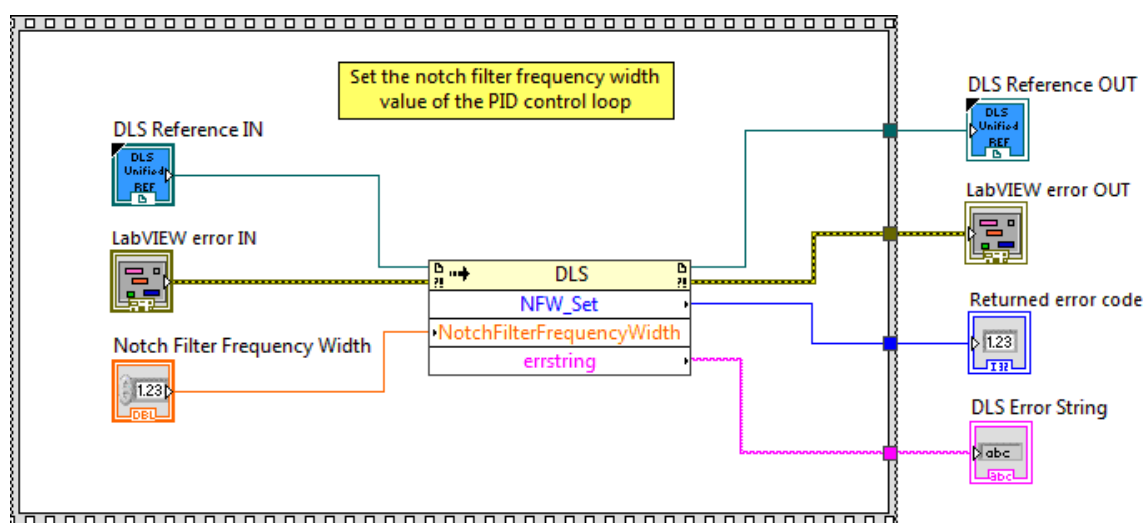 Set the notch filter frequency width
value of the PID control loop
DLS Reference IN
DLS
Unified
REF
LabVIEW error IN
Notch Filter Frequency Width
1.23
DBL
DLS
NFW_Set
NotchFilterFrequencyWidth
errstring
DLS Reference OUT
DLS
Unified
REF
LabVIEW error OUT
Returned error code
1.23
I32
DLS Error String
abc
abc